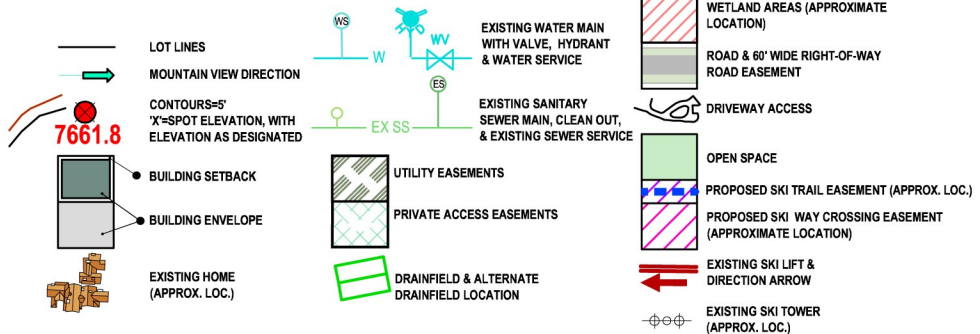 LOT LINES
MOUNTAIN VIEW DIRECTION
CONTOURS=5'
'X'=SPOT ELEVATION, WITH
ELEVATION AS DESIGNATED
7661.8
BUILDING SETBACK
BUILDING ENVELOPE
EXISTING HOME
(APPROX. LOC.)
WS
W
WV
EXISTING WATER MAIN
WITH VALVE, HYDRANT
& WATER SERVICE
ES
EX SS
EXISTING SANITARY
SEWER MAIN, CLEAN OUT,
& EXISTING SEWER SERVICE
UTILITY EASEMENTS
PRIVATE ACCESS EASEMENTS
DRAINFIELD & ALTERNATE
DRAINFIELD LOCATION
WETLAND AREAS (APPROXIMATE
LOCATION)
ROAD & 60' WIDE RIGHT-OF-WAY
ROAD EASEMENT
DRIVEWAY ACCESS
OPEN SPACE
PROPOSED SKI TRAIL EASEMENT (APPROX. LOC.)
PROPOSED SKI WAY CROSSING EASEMENT
(APPROXIMATE LOCATION)
EXISTING SKI LIFT &
DIRECTION ARROW
EXISTING SKI TOWER
(APPROX. LOC.)